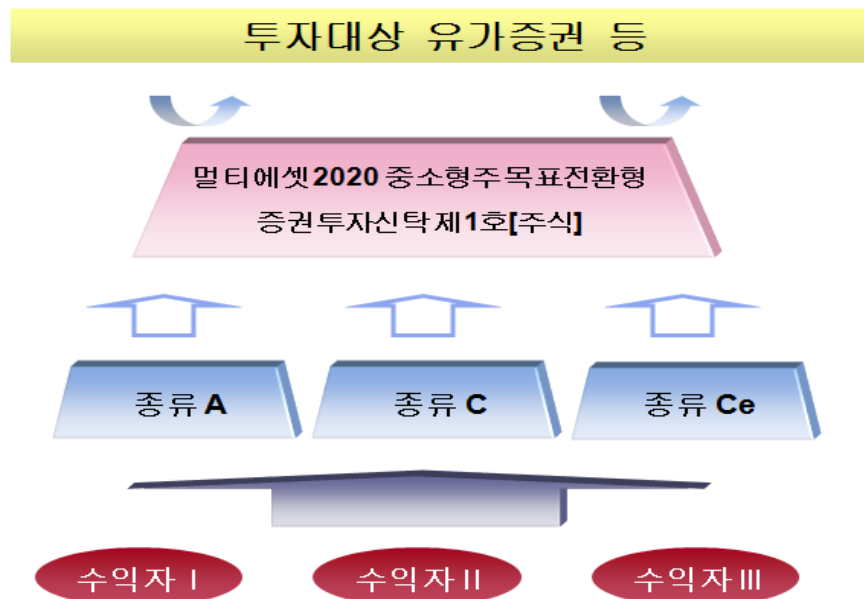 투자대상 유가증권 등
멀티에셋2020 중소형주목표전환형
증권투자신탁제1호[주식]
종류 A
종류 C
종류 Ce
수익자 I
수익자 II
수익자 III